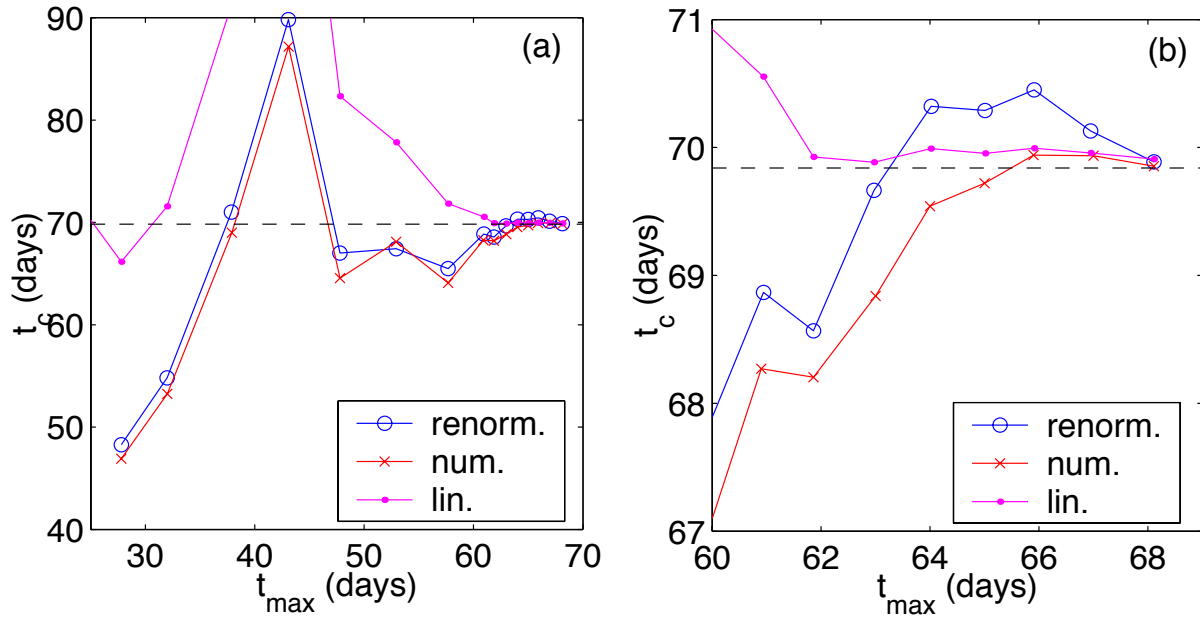 (a)
90
80
70
60
50
40
t_c (days)
30
40
50
60
70
t_max (days)
renorm.
num.
lin.
(b)
71
70
69
68
67
t_c (days)
60
62
64
66
68
t_max (days)
renorm.
num.
lin.